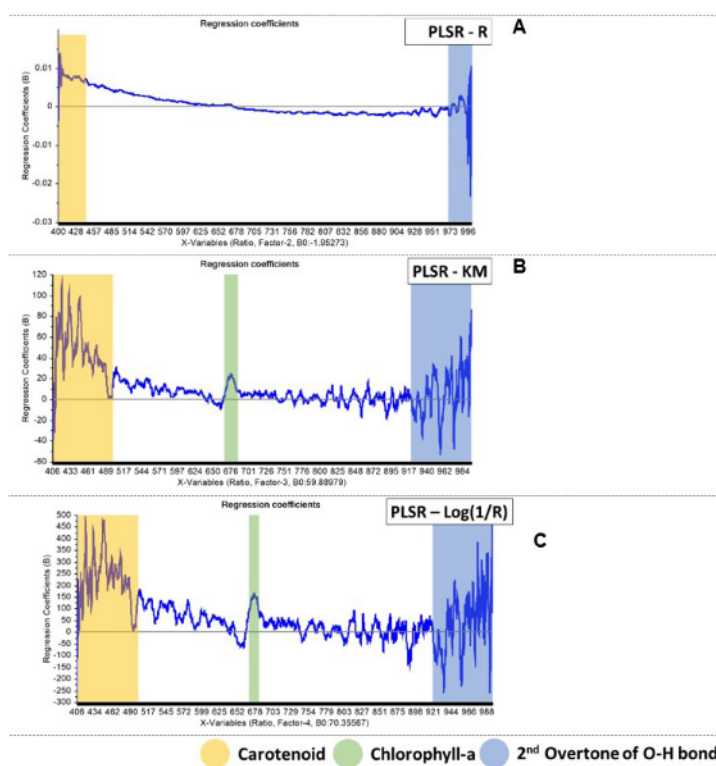 Regression coefficients
PLSR - R
A
Regression Coefficients (B)
0.01
0
-0.01
-0.02
-0.03
400 428 457 485 514 542 570 597 625 652 678 705 731 756 782 807 832 856 880 904 928 951 973 996
X-Variables (Ratio, Factor-2, B0:-1.95273)
Regression coefficients
PLSR - KM
B
Regression Coefficients (B)
120
100
80
60
40
20
0
-20
-40
-60
406 433 461 489 517 544 571 597 624 650 676 701 726 751 776 801 825 848 872 895 917 940 962 984
X-Variables (Ratio, Factor-3, B0:59.88979)
Regression coefficients
PLSR – Log(1/R)
C
Regression Coefficients (B)
500
450
400
350
300
250
200
150
100
50
0
-50
-100
-150
-200
-250
-300
406 434 462 490 517 545 572 599 625 652 678 703 729 754 779 803 827 851 875 898 921 944 966 988
X-Variables (Ratio, Factor-4, B0:70.35567)
Carotenoid
Chlorophyll-a
2nd Overtone of O-H bond